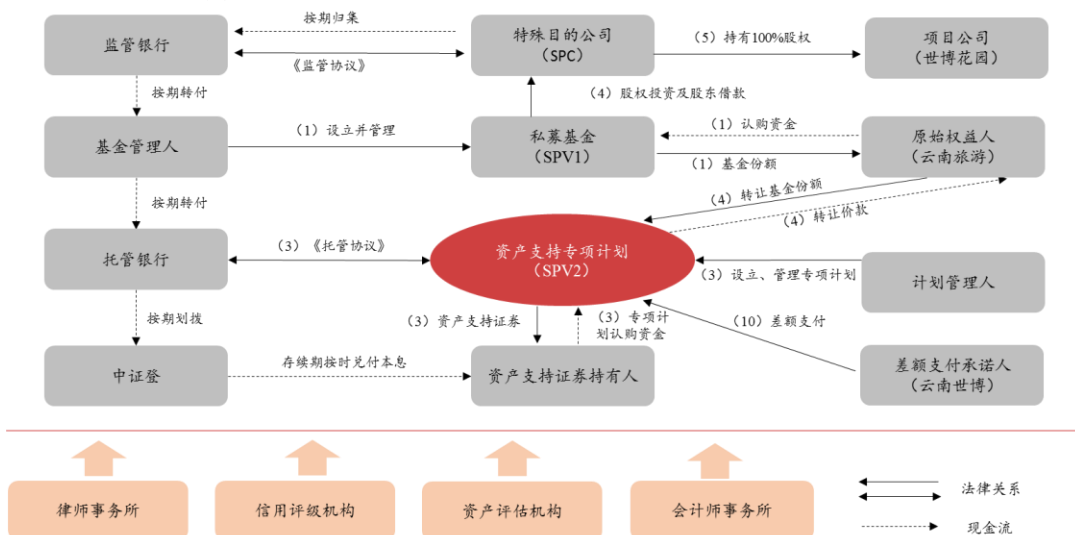 按期归集
监管银行
《监管协议》
特殊目的公司
（SPC）
（5）持有100%股权
项目公司
（世博花园）
按期转付
（4）股权投资及股东借款
基金管理人
（1）设立并管理
私募基金
（SPV1）
（1）认购资金
（1）基金份额
原始权益人
（云南旅游）
按期转付
（4）转让基金份额
（4）转让价款
托管银行
（3）《托管协议》
资产支持专项计划
（SPV2）
（3）设立、管理专项计划
计划管理人
按期划拨
（3）资产支持证券
（3）专项计
划认购资金
（10）差额支付
中证登
存续期按时兑付本息
资产支持证券持有人
差额支付承诺人
（云南世博）
律师事务所
信用评级机构
资产评估机构
会计师事务所
法律关系
现金流